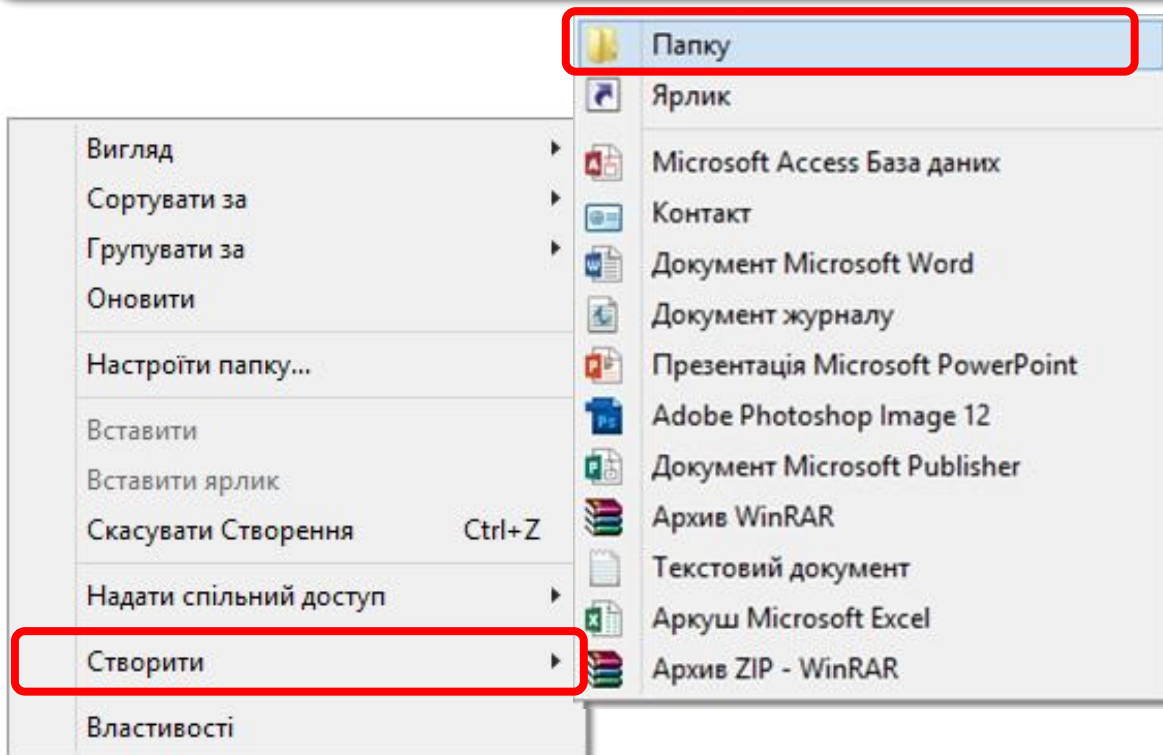 Вигляд
Сортувати за
Групувати за
Оновити
Настроїти папку...
Вставити
Вставити ярлик
Скасувати Створення Ctrl+Z
Надати спільний доступ
Створити
Властивості
Папку
Ярлик
Microsoft Access База даних
Контакт
Документ Microsoft Word
Документ журналу
Презентація Microsoft PowerPoint
Adobe Photoshop Image 12
Документ Microsoft Publisher
Архив WinRAR
Текстовий документ
Аркуш Microsoft Excel
Архив ZIP - WinRAR